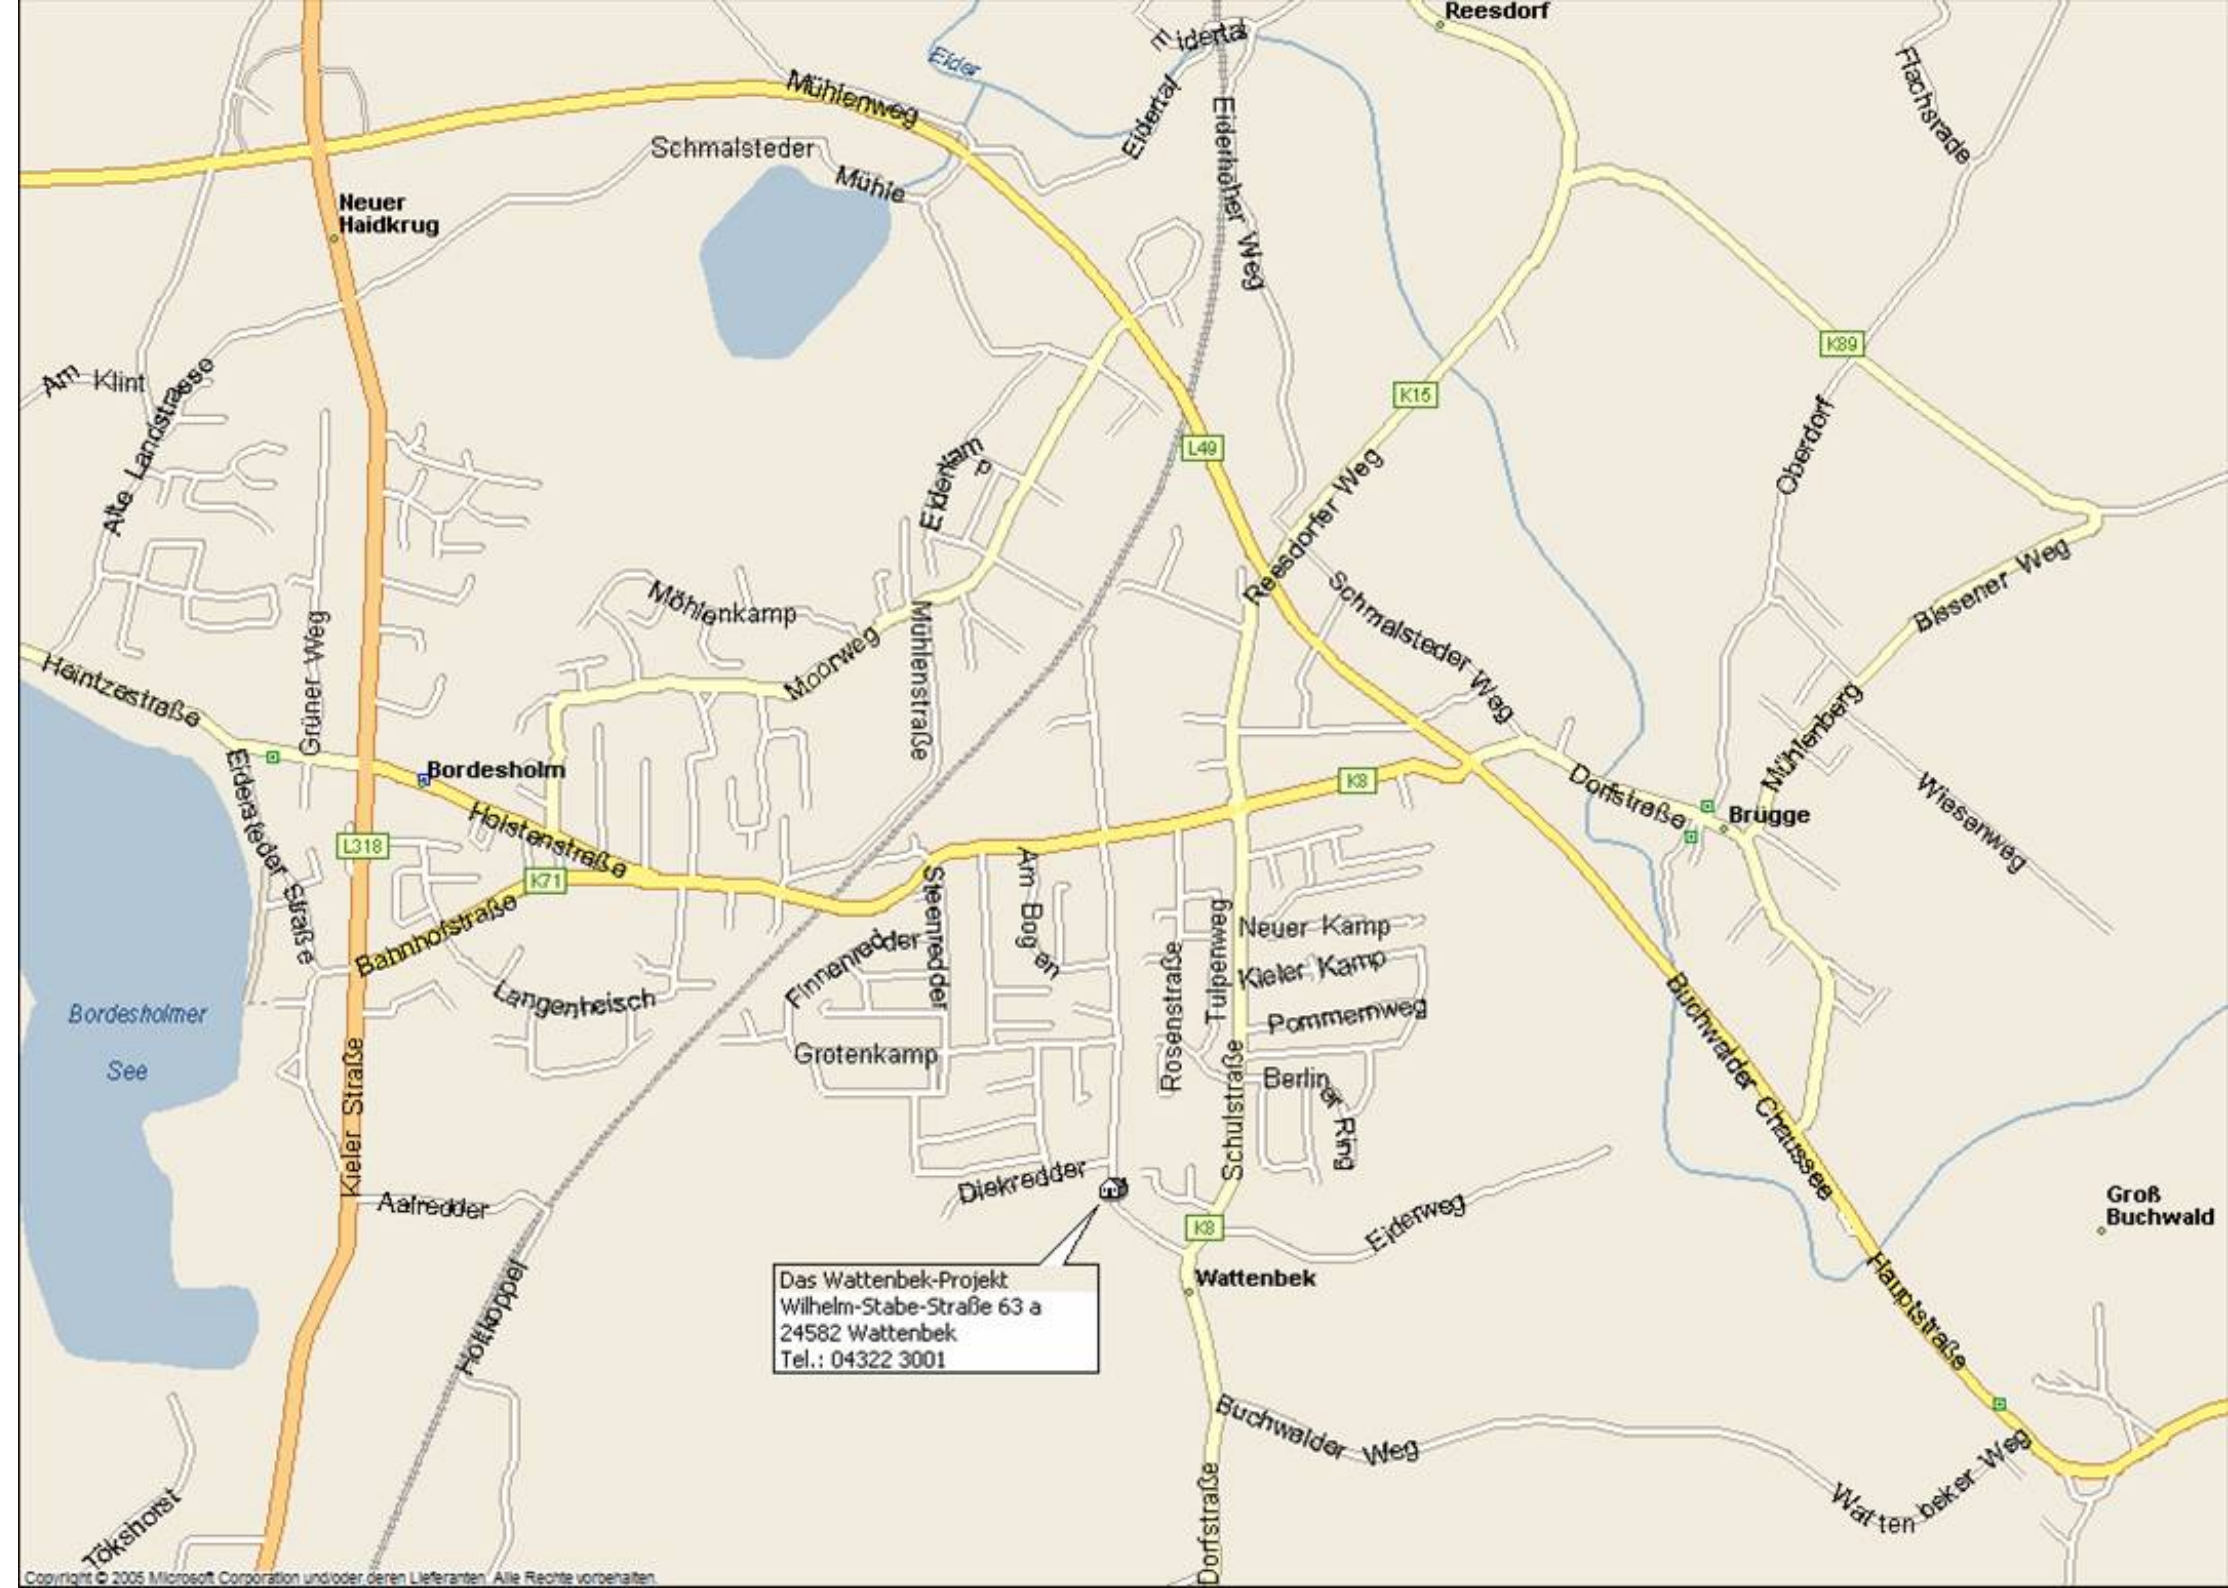 Reesdorf
Eidertal
Eider
Flachsrade
Mühlenweg
Eidertal
Eiderhöher Weg
Schmalsteder
Mühle
Neuer
Haidkrug
K89
Am Klint
K15
Alte Landstrasse
Oberdorf
L49
Eiderkamp
Reesdorfer Weg
Bissener Weg
Möhlenkamp
Schmalsteder Weg
Mühlenstraße
Moorweg
Grüner Weg
Heintzestraße
Mühlenberg
Eidersteder Straße
Bordesholm
K8
Dorfstraße
Brügge
Wiesenweg
Holstenstraße
L318
K71
Am Bogen
Steenredder
Bahnhofstraße
Finnenredder
Neuer Kamp
Tulpenweg
Rosenstraße
Kieler Kamp
Langenheisch
Pommernweg
Buchwalder Chaussee
Bordesholmer
See
Grotenkamp
Kieler Straße
Schulstraße
Berliner Ring
Diekredder
Aalredder
Eiderweg
Groß
Buchwald
K8
Hauptstraße
Holtkoppel
Wattenbek
Das Wattenbek-Projekt
Wilhelm-Stabe-Straße 63 a
24582 Wattenbek
Tel.: 04322 3001
Buchwalder Weg
Wattenbeker Weg
Dorfstraße
Tökshorst
Copyright © 2005 Microsoft Corporation und/oder deren Lieferanten. Alle Rechte vorbehalten.